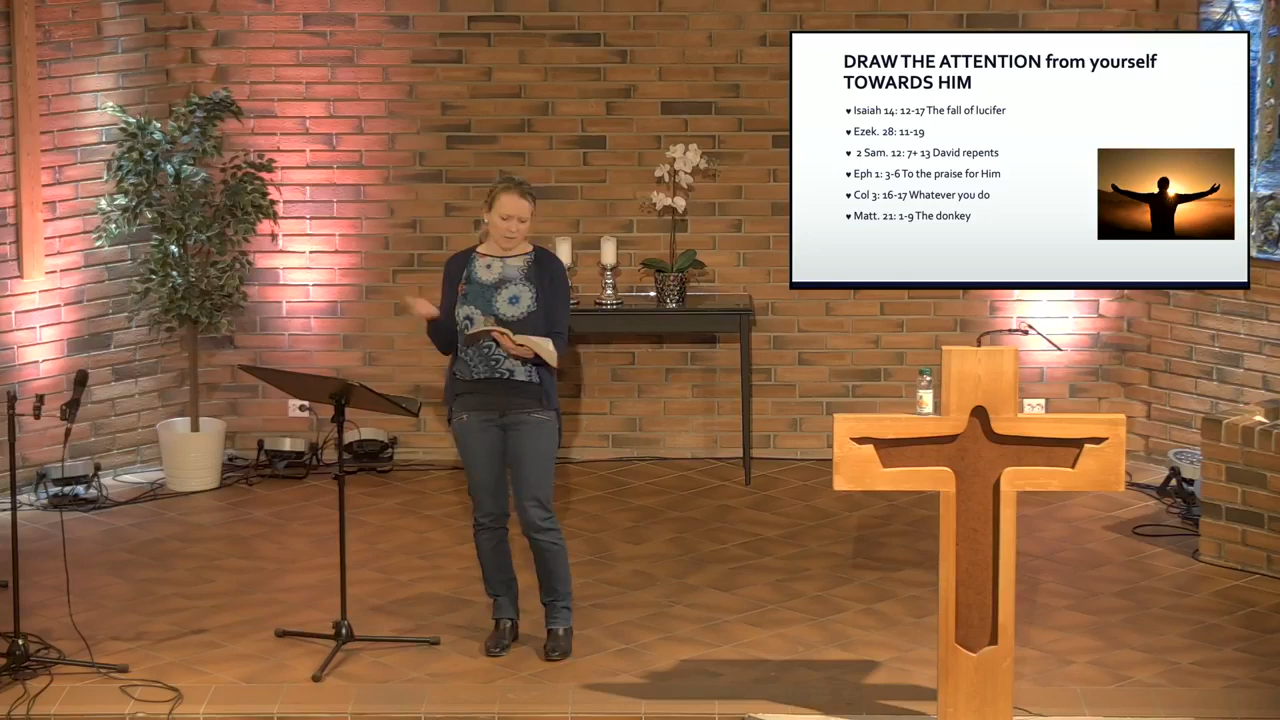 DRAW THE ATTENTION from yourself
TOWARDS HIM
♥ Isaiah 14: 12-17 The fall of lucifer
♥ Ezek. 28: 11-19
♥ 2 Sam. 12: 7+ 13 David repents
♥ Eph 1: 3-6 To the praise for Him
♥ Col 3: 16-17 Whatever you do
♥ Matt. 21: 1-9 The donkey